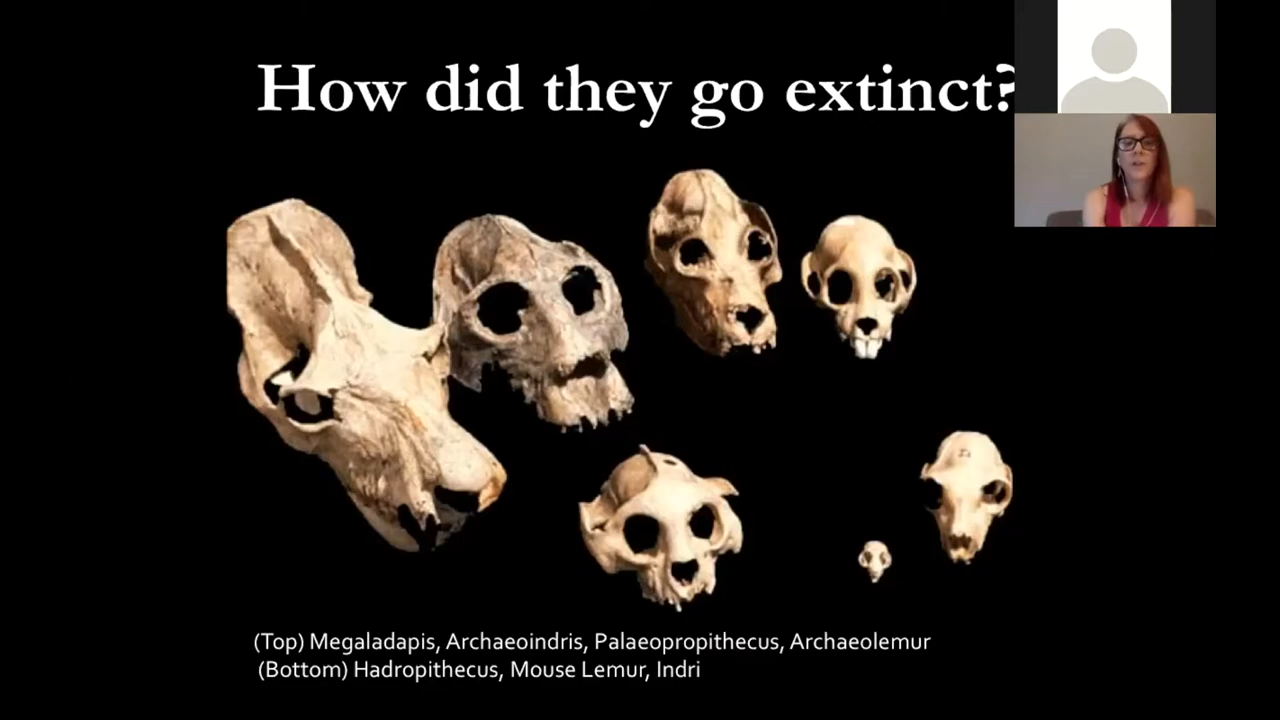 How did they go extinct?
(Top) Megaladapis, Archaeoindris, Palaeopropithecus, Archaeolemur
(Bottom) Hadropithecus, Mouse Lemur, Indri